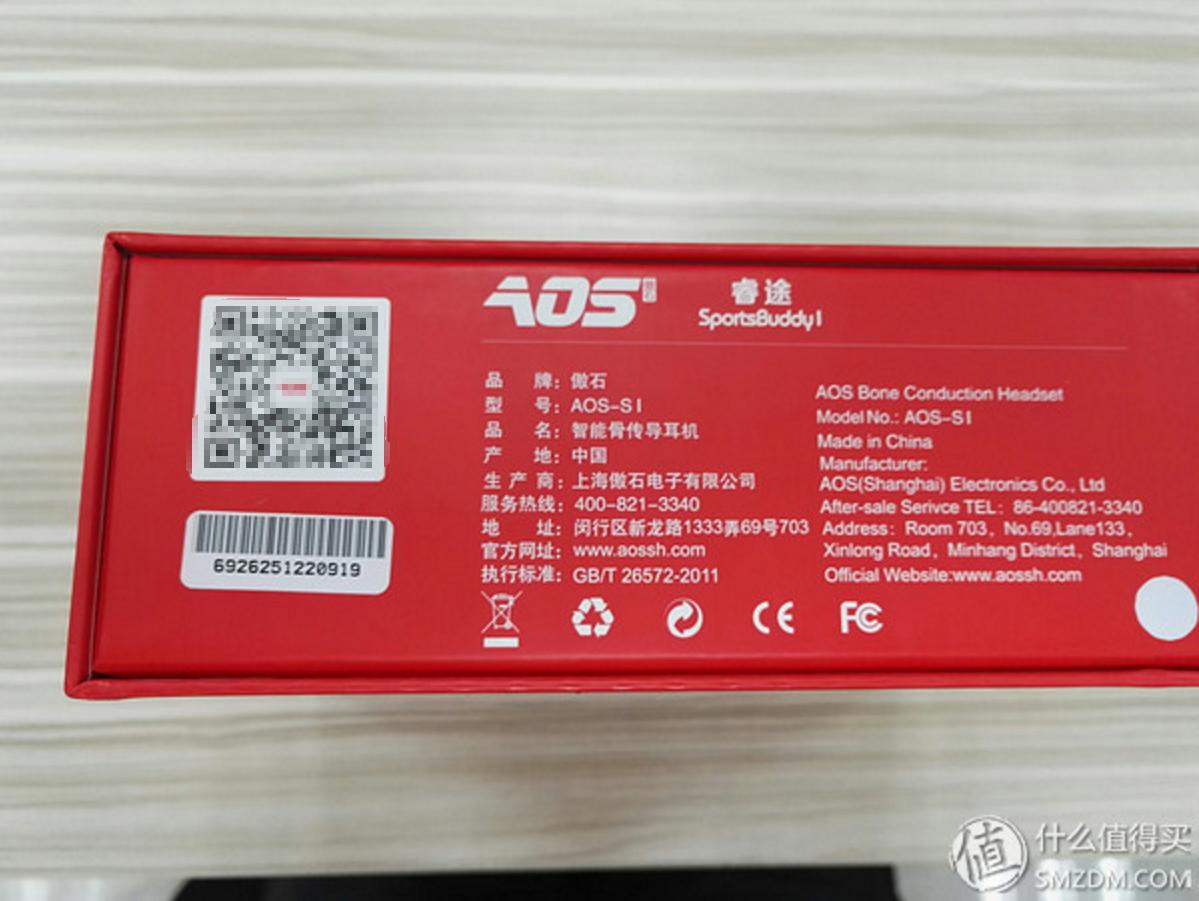 AOS 睿途
SportsBuddy1
品 牌：傲石
型 号：AOS-S1
品 名：智能骨传导耳机
产 地：中国
生 产 商：上海傲石电子有限公司
服务热线：400-821-3340
地 址：闵行区新龙路1333弄69号703
官方网址：www.aossh.com
执行标准：GB/T 26572-2011
AOS Bone Conduction Headset
Model No.: AOS-S1
Made in China
Manufacturer:
AOS(Shanghai) Electronics Co., Ltd
After-sale Serivce TEL: 86-400821-3340
Address: Room 703, No.69,Lane133,
Xinlong Road, Minhang District, Shanghai
Official Website:www.aossh.com
6926251220919
CE FC
值 什么值得买
SMZDM.COM